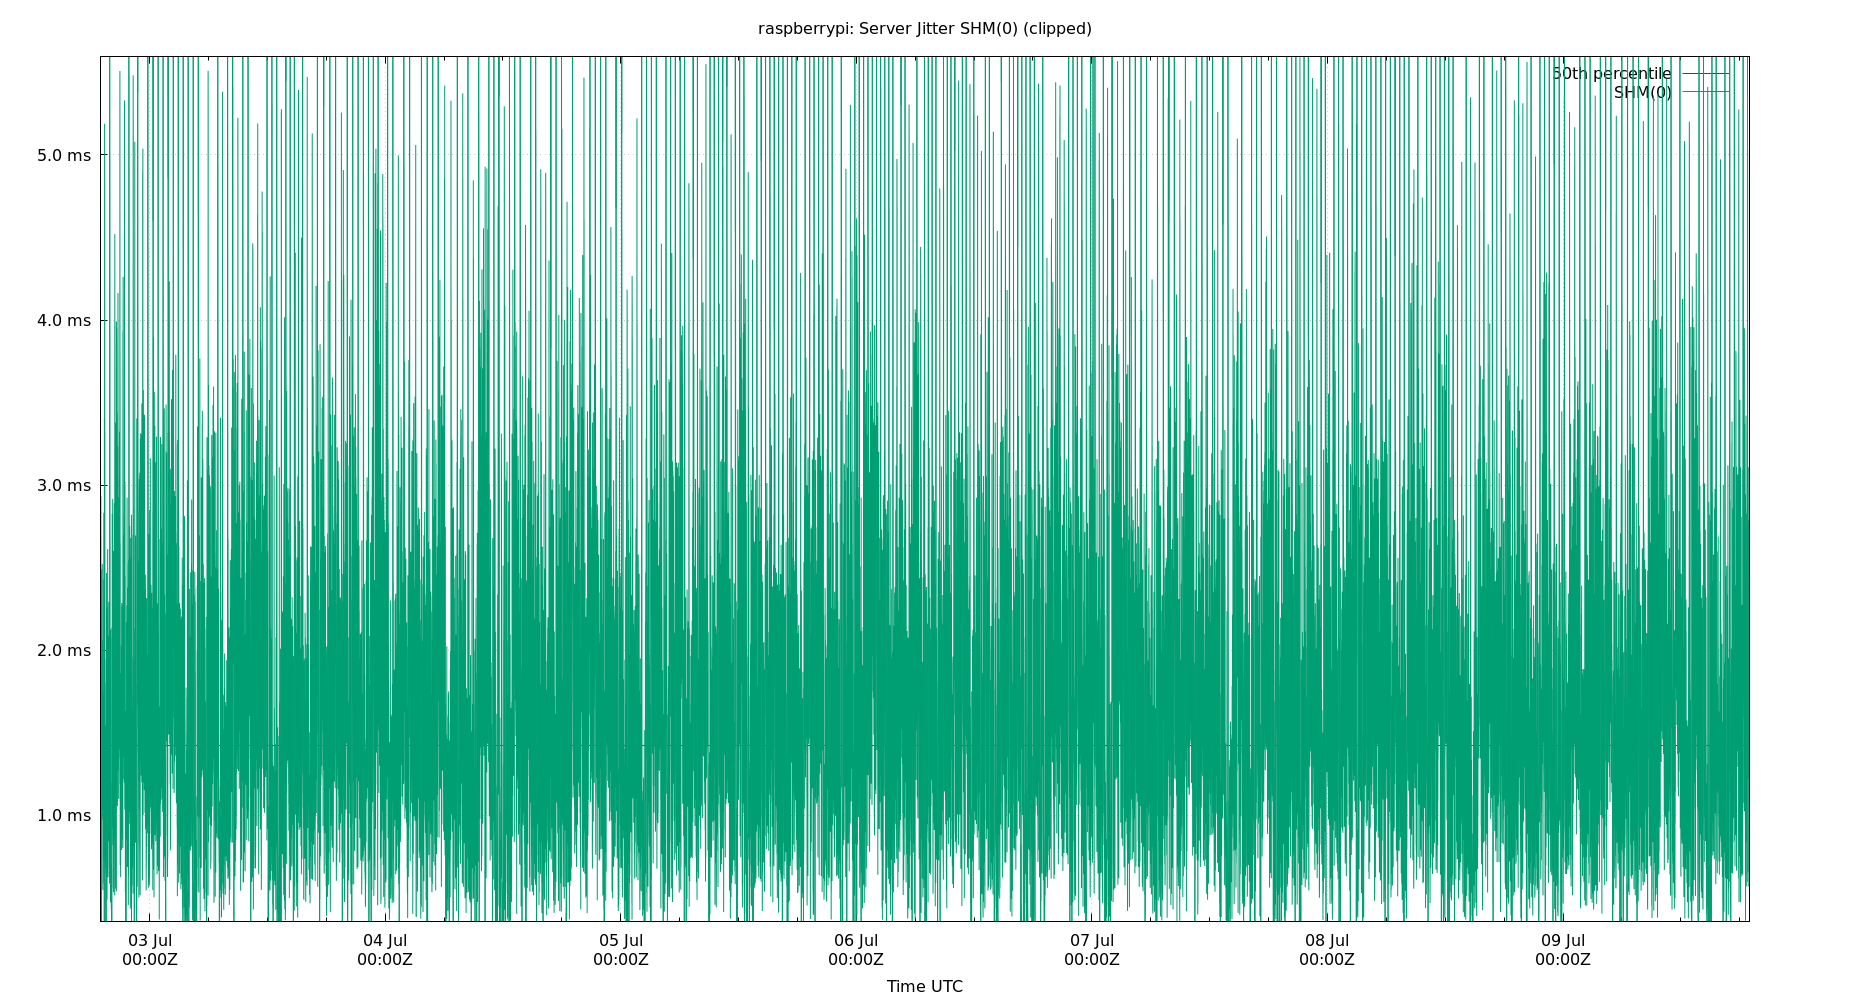 raspberrypi: Server Jitter SHM(0) (clipped)
50th percentile
SHM(0)
5.0 ms
4.0 ms
3.0 ms
2.0 ms
1.0 ms
03 Jul 04 Jul 05 Jul 06 Jul 07 Jul 08 Jul 09 Jul
00:00Z 00:00Z 00:00Z 00:00Z 00:00Z 00:00Z 00:00Z
Time UTC